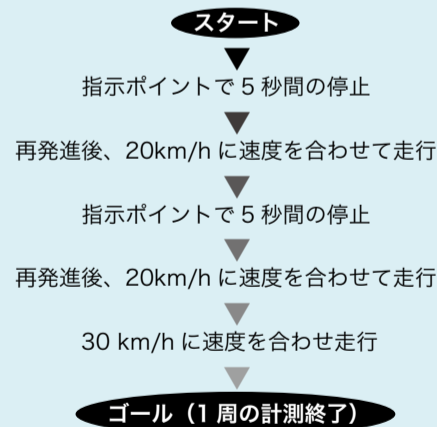 スタート
指示ポイントで 5 秒間の停止
再発進後、20km/h に速度を合わせて走行
指示ポイントで 5 秒間の停止
再発進後、20km/h に速度を合わせて走行
30 km/h に速度を合わせ走行
ゴール（1 周の計測終了）